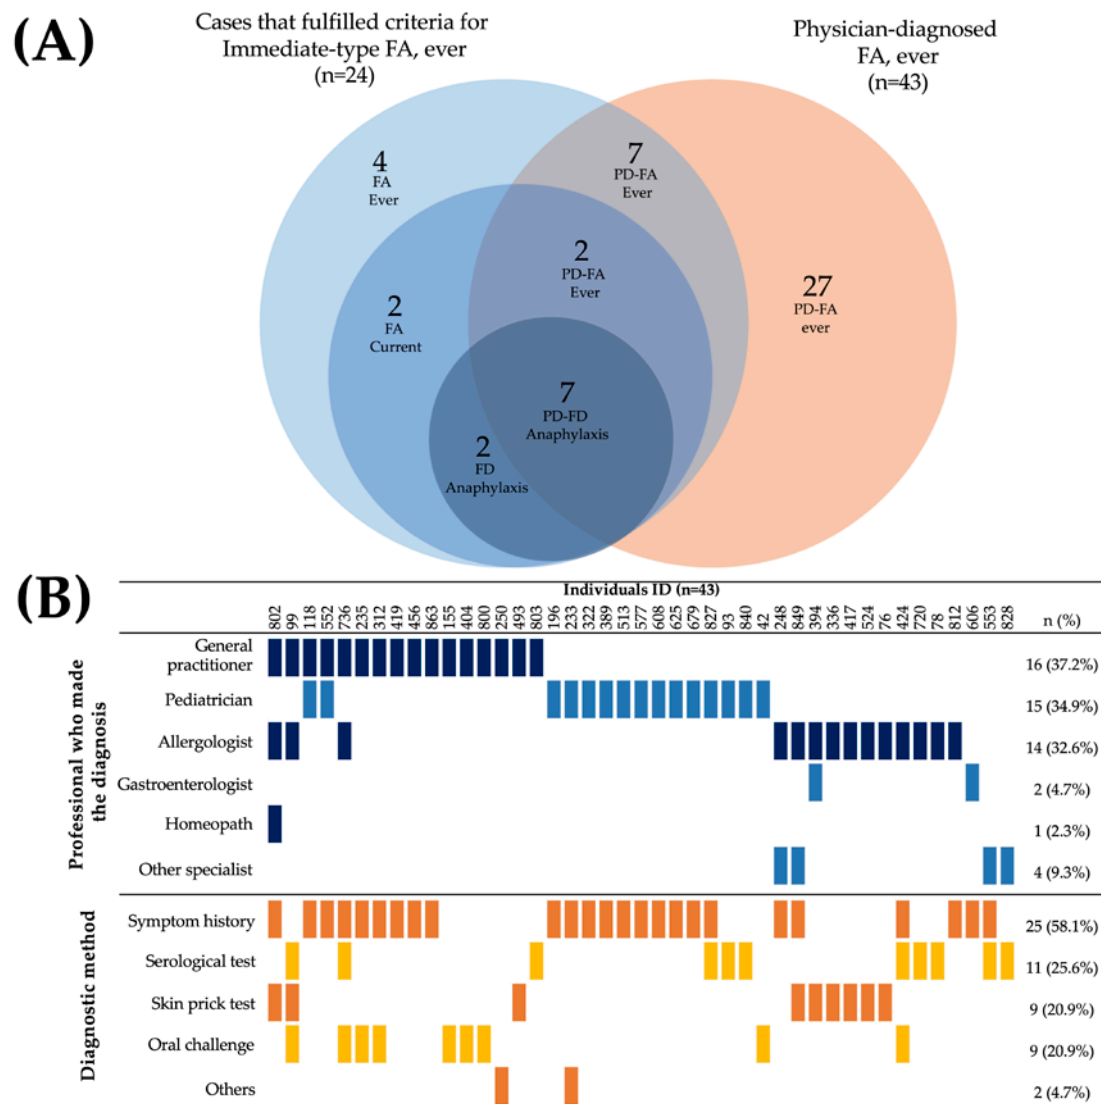 (A)
Cases that fulfilled criteria for
Immediate-type FA, ever
(n=24)
Physician-diagnosed
FA, ever
(n=43)
4
FA
Ever
7
PD-FA
Ever
2
PD-FA
Ever
27
PD-FA
ever
2
FA
Current
7
PD-FD
Anaphylaxis
2
FD
Anaphylaxis
(B)
Individuals ID (n=43)
802 99 118 552 736 235 312 419 456 863 155 404 800 250 493 803 196 233 322 389 513 577 608 625 679 827 93 840 42 248 849 394 336 417 524 76 424 720 78 812 606 553 828 n (%)
Professional who made
the diagnosis
General
practitioner 16 (37.2%)
Pediatrician 15 (34.9%)
Allergologist 14 (32.6%)
Gastroenterologist 2 (4.7%)
Homeopath 1 (2.3%)
Other specialist 4 (9.3%)
Diagnostic method
Symptom history 25 (58.1%)
Serological test 11 (25.6%)
Skin prick test 9 (20.9%)
Oral challenge 9 (20.9%)
Others 2 (4.7%)